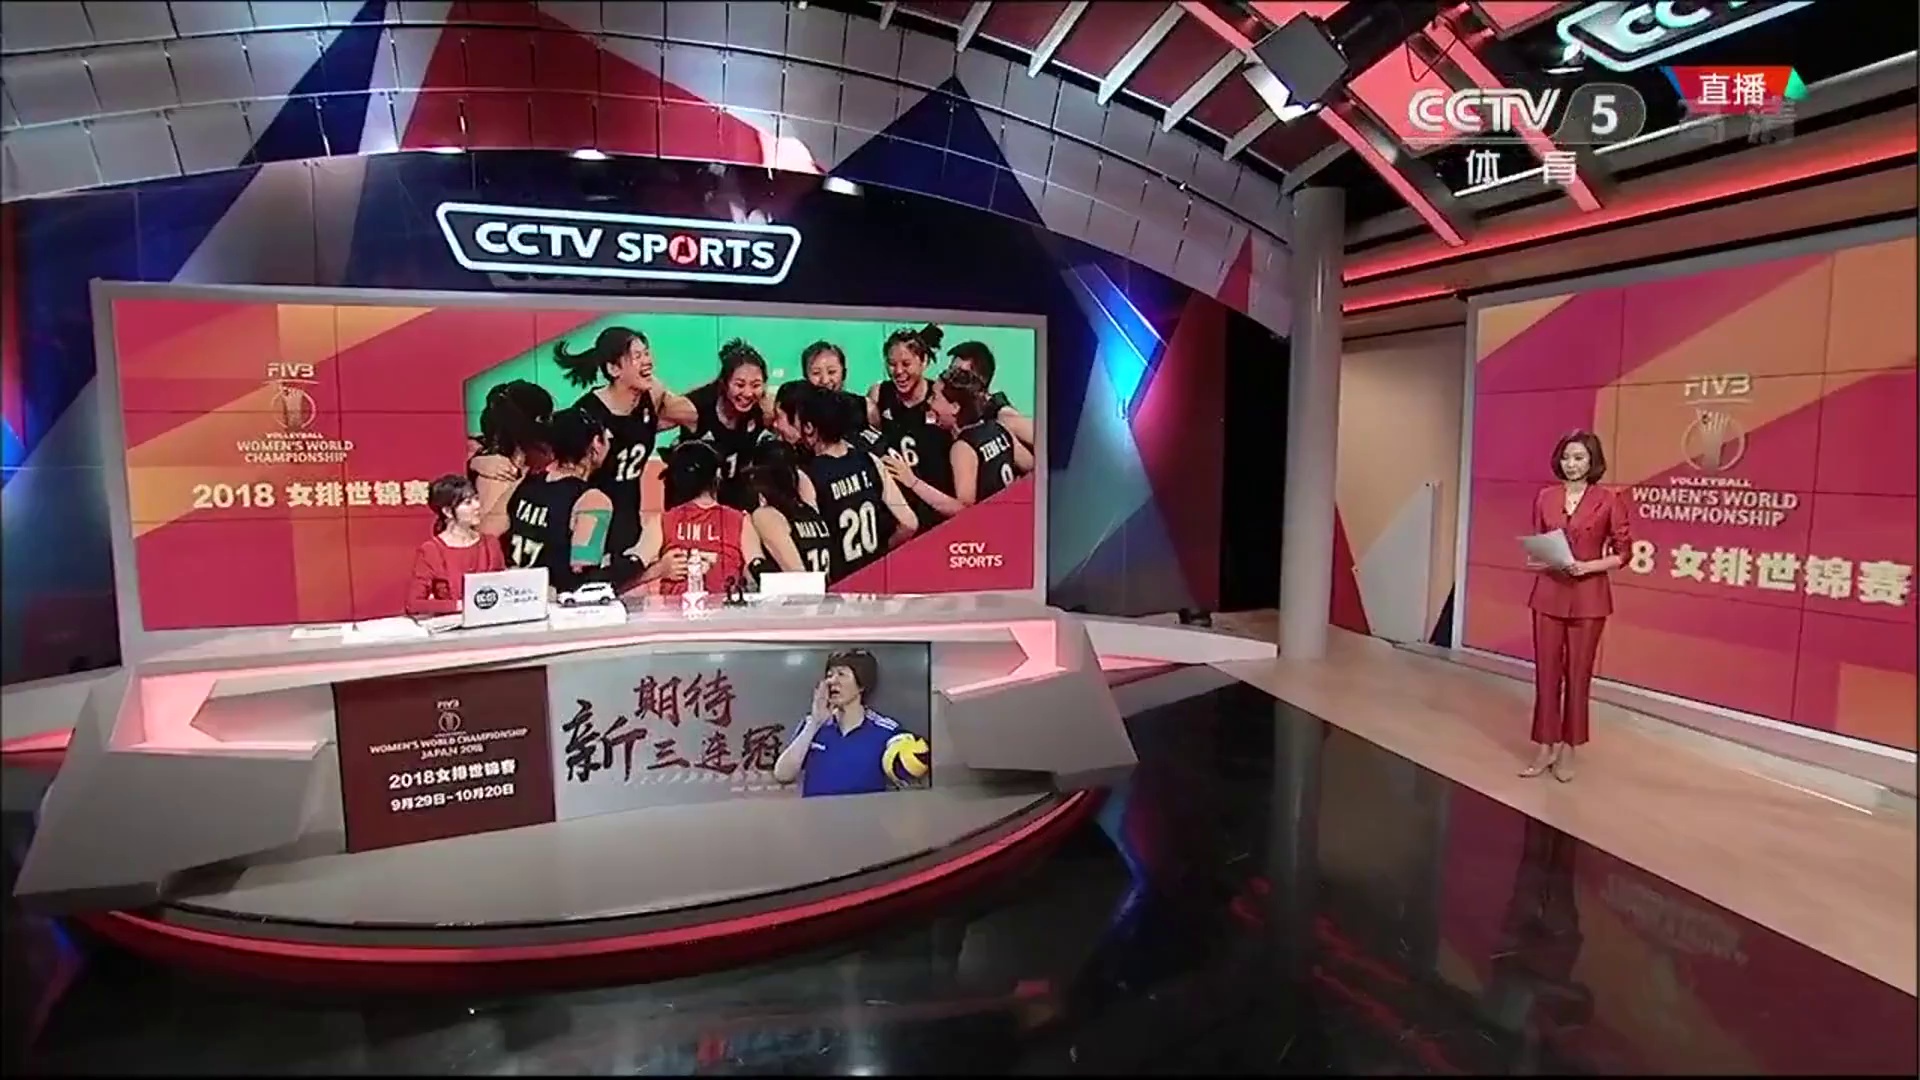 CCTV 5
体育
直播
CCTV SPORTS
FIVB
VOLLEYBALL
WOMEN'S WORLD
CHAMPIONSHIP
2018 女排世锦赛
12
6
DUAN F.
20
LIN L.
CCTV
SPORTS
FIVB
VOLLEYBALL
WOMEN'S WORLD
CHAMPIONSHIP
8 女排世锦赛
FIVB
WOMEN'S WORLD CHAMPIONSHIP
JAPAN 2018
2018女排世锦赛
9月29日-10月20日
期待
新三连冠